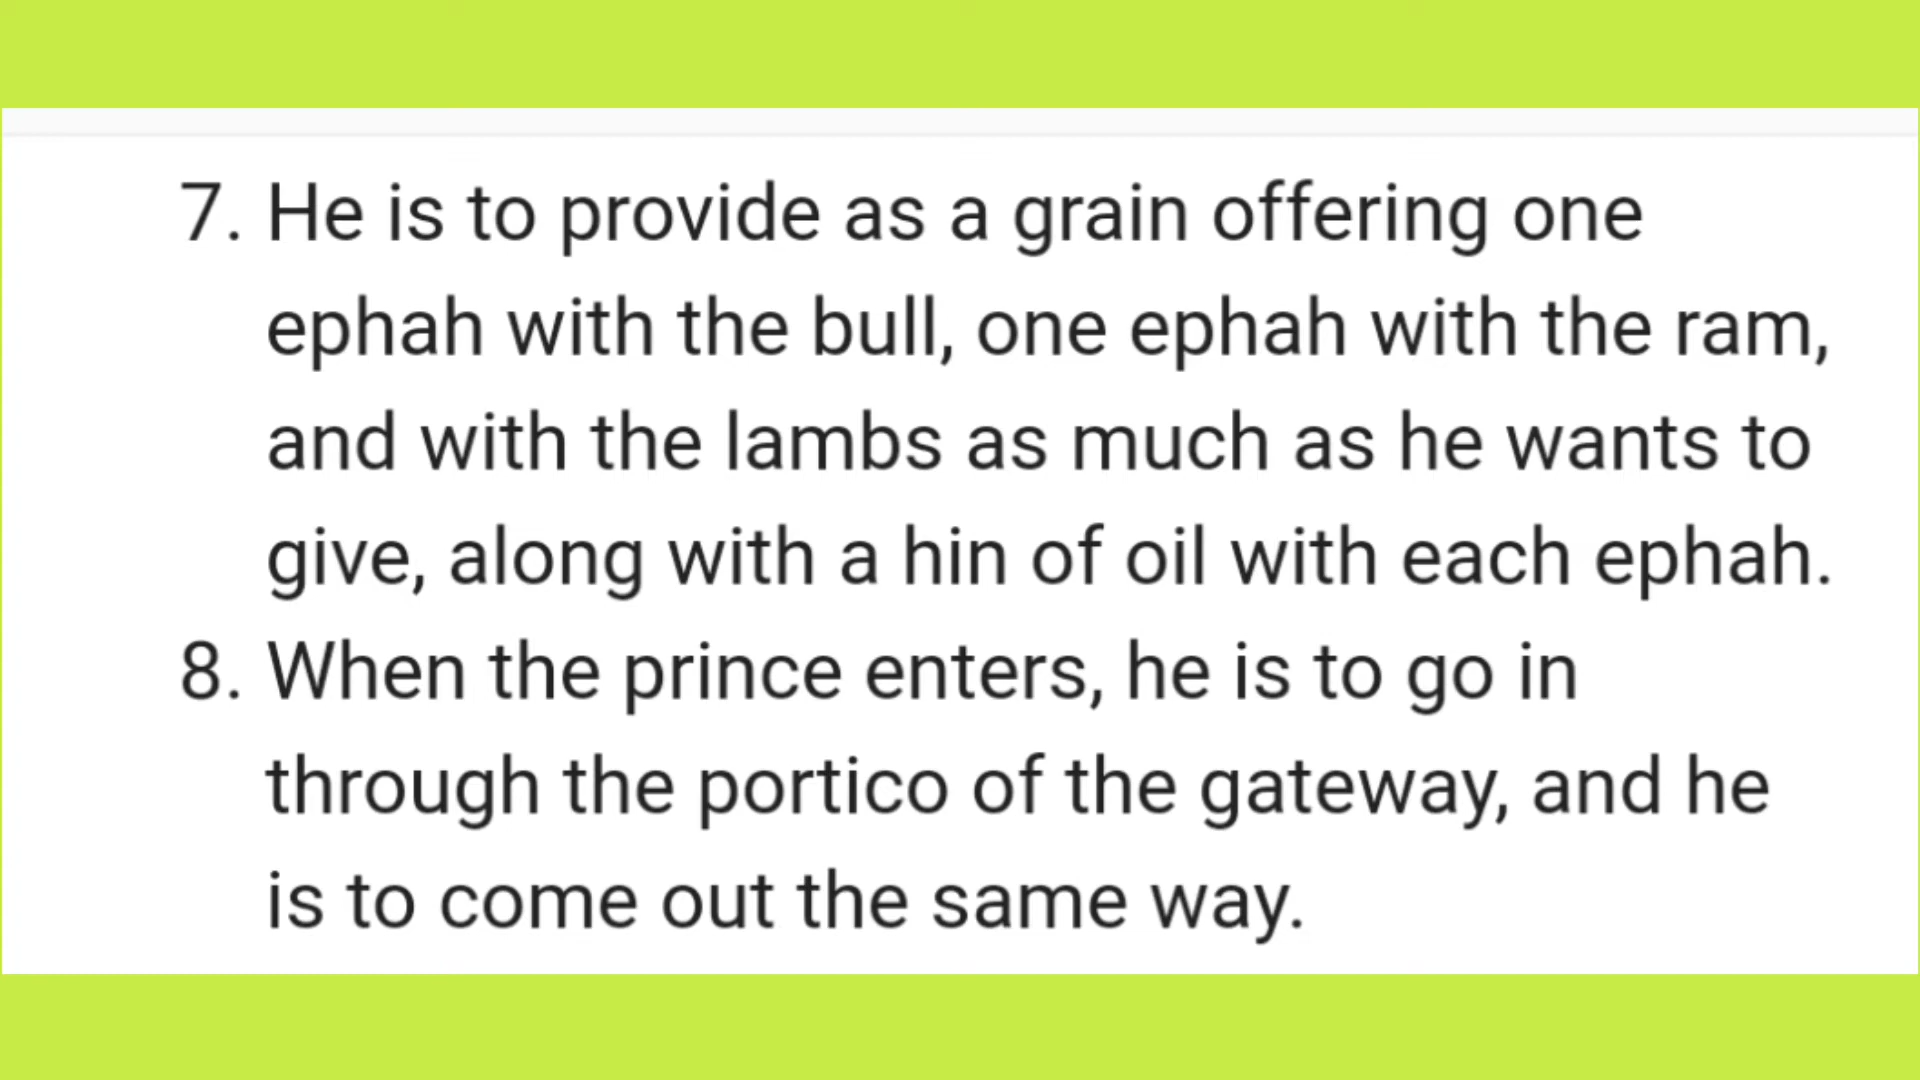 7. He is to provide as a grain offering one
ephah with the bull, one ephah with the ram,
and with the lambs as much as he wants to
give, along with a hin of oil with each ephah.
8. When the prince enters, he is to go in
through the portico of the gateway, and he
is to come out the same way.